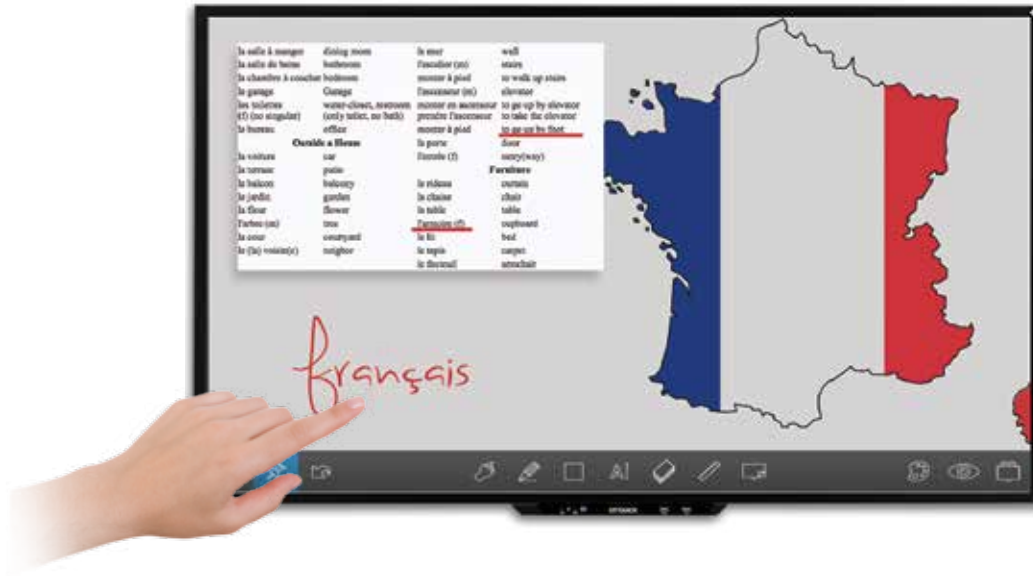 la salle à manger dining room le mur wall
la salle de bains bathroom l'escalier (m) stairs
la chambre à coucher bedroom monter à pied to walk up stairs
le garage Garage l'ascenseur (m) elevator
les toilettes water-closet, restroom monter en ascenseur to go up by elevator
(f) (no singular) (only toilet, no bath) prendre l'ascenseur to take the elevator
le bureau office monter à pied to go up by foot
Outside a House la porte door
la voiture car l'entrée (f) entry(way)
la terrasse patio Furniture
le balcon balcony le rideau curtain
le jardin garden la chaise chair
la fleur flower la table table
l'arbre (m) tree l'armoire (f) cupboard
la cour courtyard le lit bed
le (la) voisin(e) neighbor le tapis carpet
le fauteuil armchair
français
A